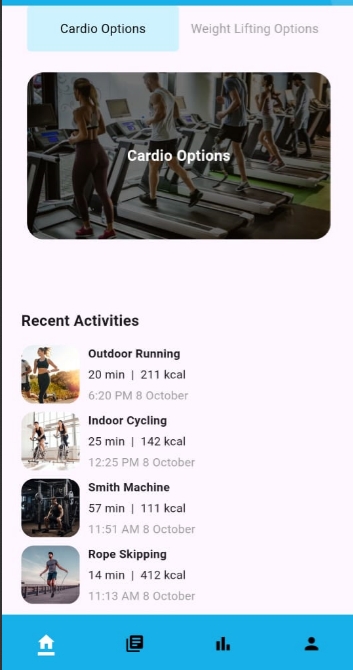 Cardio Options
Weight Lifting Options
Cardio Options
Recent Activities
Outdoor Running
20 min | 211 kcal
6:20 PM 8 October
Indoor Cycling
25 min | 142 kcal
12:25 PM 8 October
Smith Machine
57 min | 111 kcal
11:51 AM 8 October
Rope Skipping
14 min | 412 kcal
11:13 AM 8 October